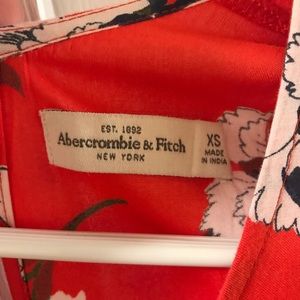 EST. 1892
Abercrombie & Fitch
NEW YORK
XS
MADE
IN INDIA